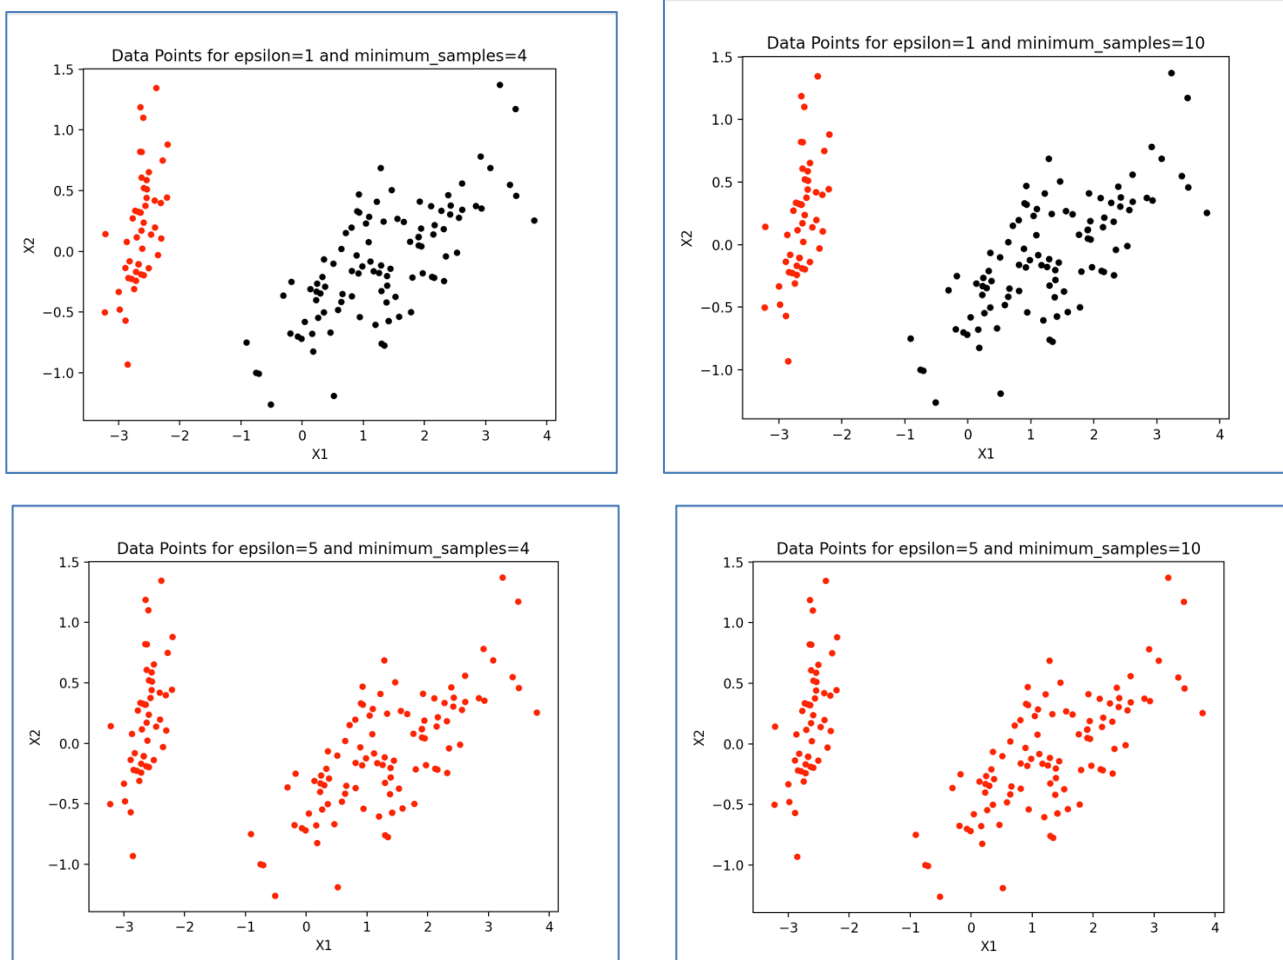 Data Points for epsilon=1 and minimum_samples=4
1.5
1.0
0.5
0.0
−0.5
−1.0
X2
−3 −2 −1 0 1 2 3 4
X1
Data Points for epsilon=1 and minimum_samples=10
1.5
1.0
0.5
0.0
−0.5
−1.0
X2
−3 −2 −1 0 1 2 3 4
X1
Data Points for epsilon=5 and minimum_samples=4
1.5
1.0
0.5
0.0
−0.5
−1.0
X2
−3 −2 −1 0 1 2 3 4
X1
Data Points for epsilon=5 and minimum_samples=10
1.5
1.0
0.5
0.0
−0.5
−1.0
X2
−3 −2 −1 0 1 2 3 4
X1